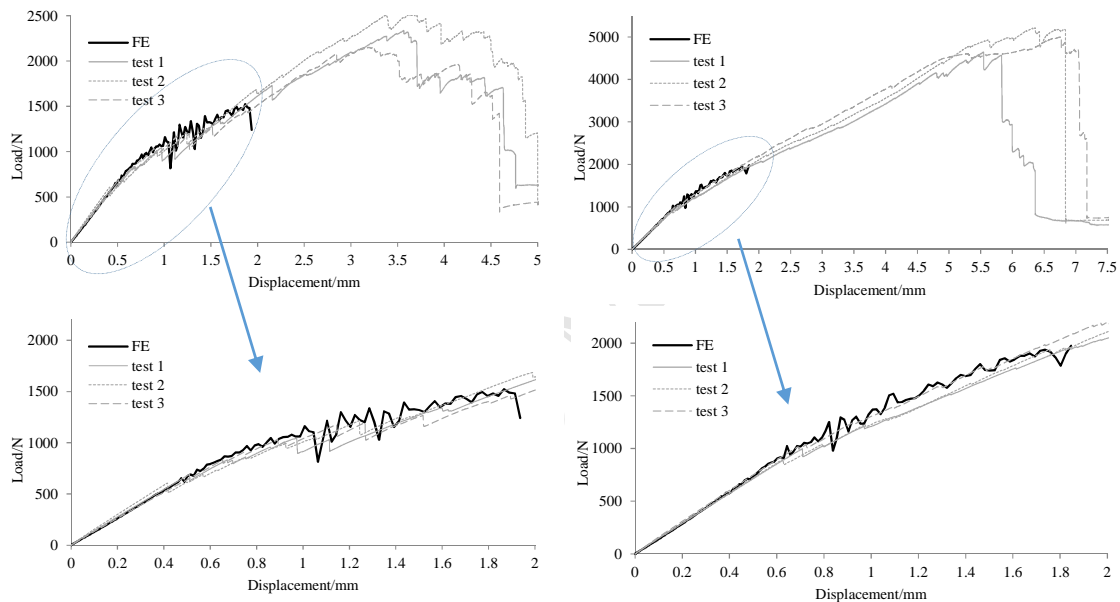 2500
2000
1500
1000
500
0
Load/N
FE
test 1
test 2
test 3
0 0.5 1 1.5 2 2.5 3 3.5 4 4.5 5
Displacement/mm
5000
4000
3000
2000
1000
0
Load/N
FE
test 1
test 2
test 3
0 0.5 1 1.5 2 2.5 3 3.5 4 4.5 5 5.5 6 6.5 7 7.5
Displacement/mm
2000
1500
1000
500
0
Load/N
FE
test 1
test 2
test 3
0 0.2 0.4 0.6 0.8 1 1.2 1.4 1.6 1.8 2
Displacement/mm
2000
1500
1000
500
0
Load/N
FE
test 1
test 2
test 3
0 0.2 0.4 0.6 0.8 1 1.2 1.4 1.6 1.8 2
Displacement/mm